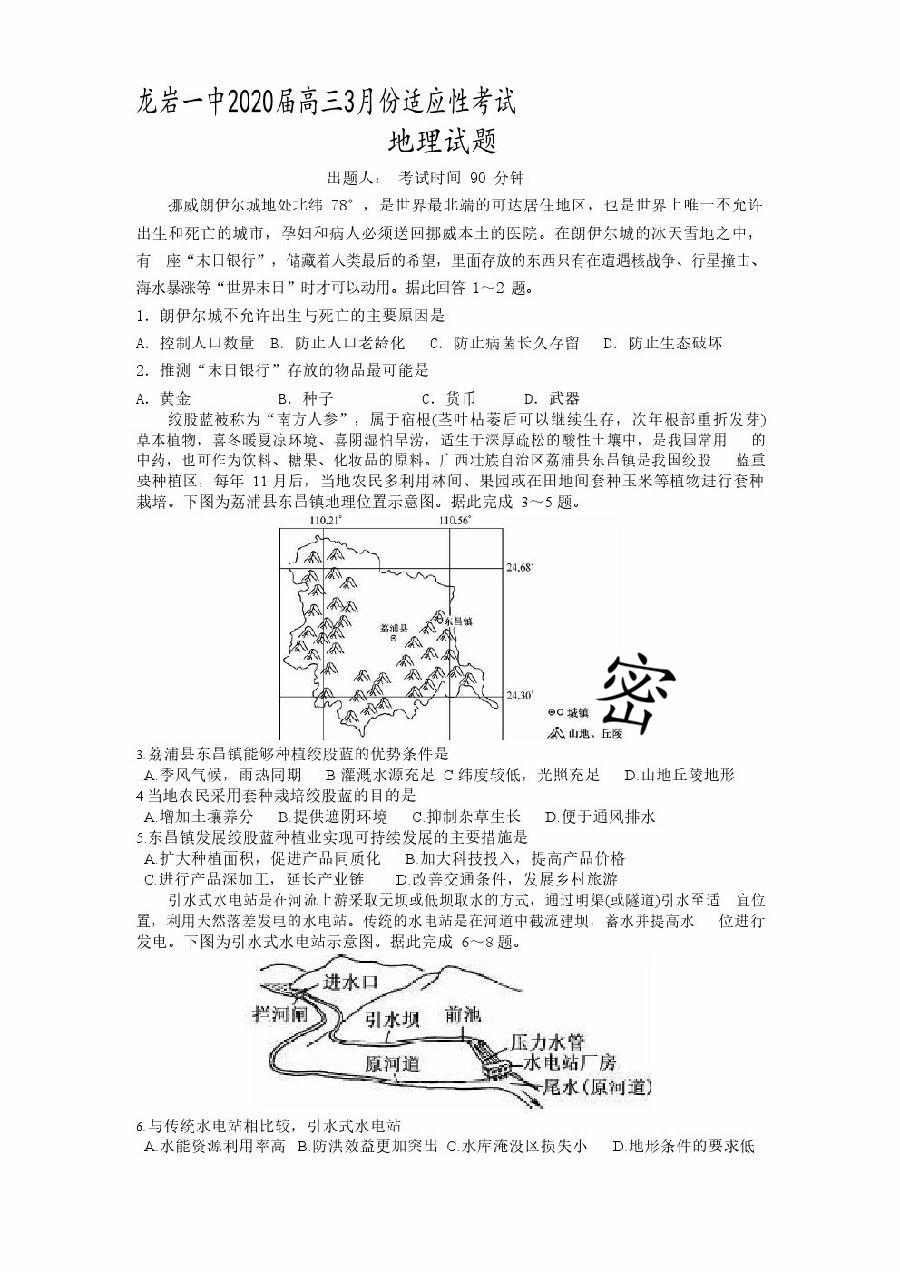 龙岩一中2020届高三3月份适应性考试
地理试题
出题人： 考试时间 90 分钟
挪威朗伊尔城地处北纬 78°，是世界最北端的可达居住地区，也是世界上唯一不允许
出生和死亡的城市，孕妇和病人必须送回挪威本土的医院。在朗伊尔城的冰天雪地之中，
有 座“末日银行”，储藏着人类最后的希望，里面存放的东西只有在遭遇核战争、行星撞击、
海水暴涨等“世界末日”时才可以动用。据此回答 1～2 题。
1．朗伊尔城不允许出生与死亡的主要原因是
A．控制人口数量 B．防止人口老龄化 C．防止病菌长久存留 D．防止生态破坏
2．推测“末日银行”存放的物品最可能是
A．黄金 B．种子 C．货币 D．武器
绞股蓝被称为“南方人参”，属于宿根(茎叶枯萎后可以继续生存，次年根部重折发芽)
草本植物，喜冬暖夏凉环境、喜阴湿怕旱涝，适生于深厚疏松的酸性土壤中，是我国常用 的
中药，也可作为饮料、糖果、化妆品的原料。广西壮族自治区荔浦县东昌镇是我国绞股 蓝重
要种植区，每年 11 月后，当地农民多利用林间、果园或在田地间套种玉米等植物进行套种
栽培。下图为荔浦县东昌镇地理位置示意图。据此完成 3～5 题。
110.21° 110.56°
24.68°
荔浦县 东昌镇
24.30°
城镇
山地、丘陵
密
3.荔浦县东昌镇能够种植绞股蓝的优势条件是
A.季风气候，雨热同期 B 灌溉水源充足 C 纬度较低，光照充足 D.山地丘陵地形
4 当地农民采用套种栽培绞股蓝的目的是
A.增加土壤养分 B.提供遮阴环境 C.抑制杂草生长 D.便于通风排水
5.东昌镇发展绞股蓝种植业实现可持续发展的主要措施是
A.扩大种植面积，促进产品同质化 B.加大科技投入，提高产品价格
C.进行产品深加工，延长产业链 D.改善交通条件，发展乡村旅游
引水式水电站是在河流上游采取无坝或低坝取水的方式，通过明渠(或隧道)引水至适 宜位
置，利用天然落差发电的水电站。传统的水电站是在河道中截流建坝，蓄水并提高水 位进行
发电。下图为引水式水电站示意图。据此完成 6～8 题。
进水口
拦河闸 引水坝 前池
压力水管
原河道 水电站厂房
尾水(原河道)
6.与传统水电站相比较，引水式水电站
A.水能资源利用率高 B.防洪效益更加突出 C.水库淹没区损失小 D.地形条件的要求低